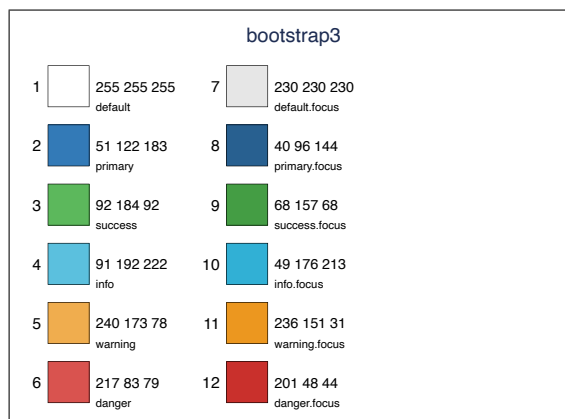 bootstrap3
1 255 255 255
default
2 51 122 183
primary
3 92 184 92
success
4 91 192 222
info
5 240 173 78
warning
6 217 83 79
danger
7 230 230 230
default.focus
8 40 96 144
primary.focus
9 68 157 68
success.focus
10 49 176 213
info.focus
11 236 151 31
warning.focus
12 201 48 44
danger.focus